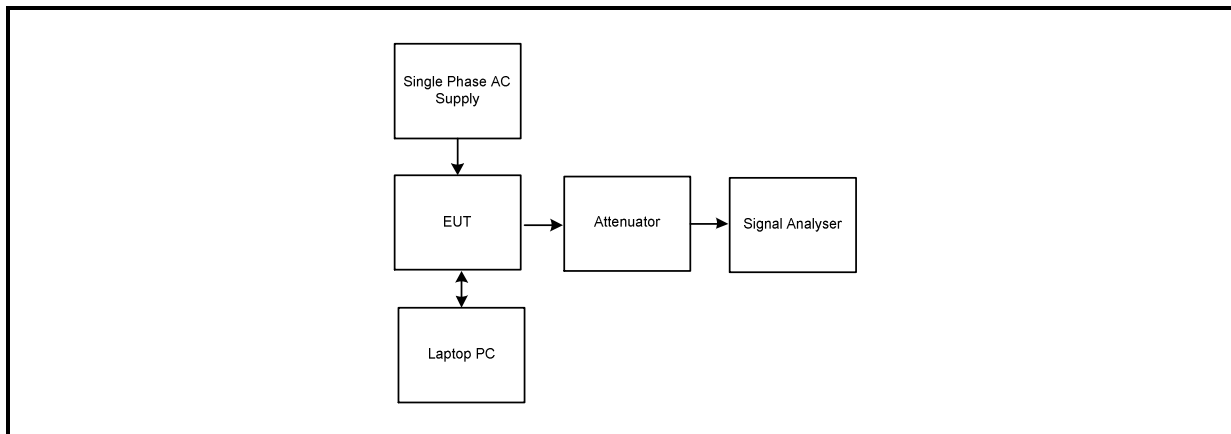 Single Phase AC
Supply
EUT
Attenuator
Signal Analyser
Laptop PC